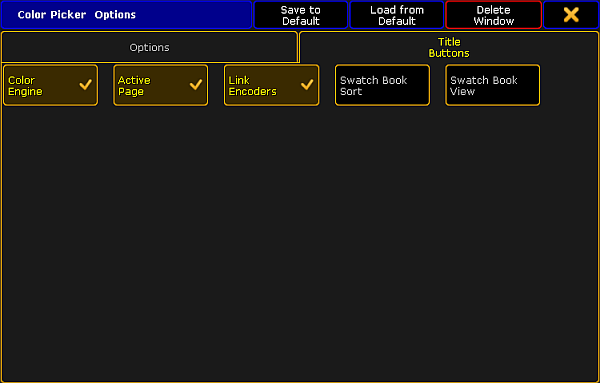 Color Picker  Options
Save to
Default
Load from
Default
Delete
Window
Options
Title
Buttons
Color
Engine
Active
Page
Link
Encoders
Swatch Book
Sort
Swatch Book
View